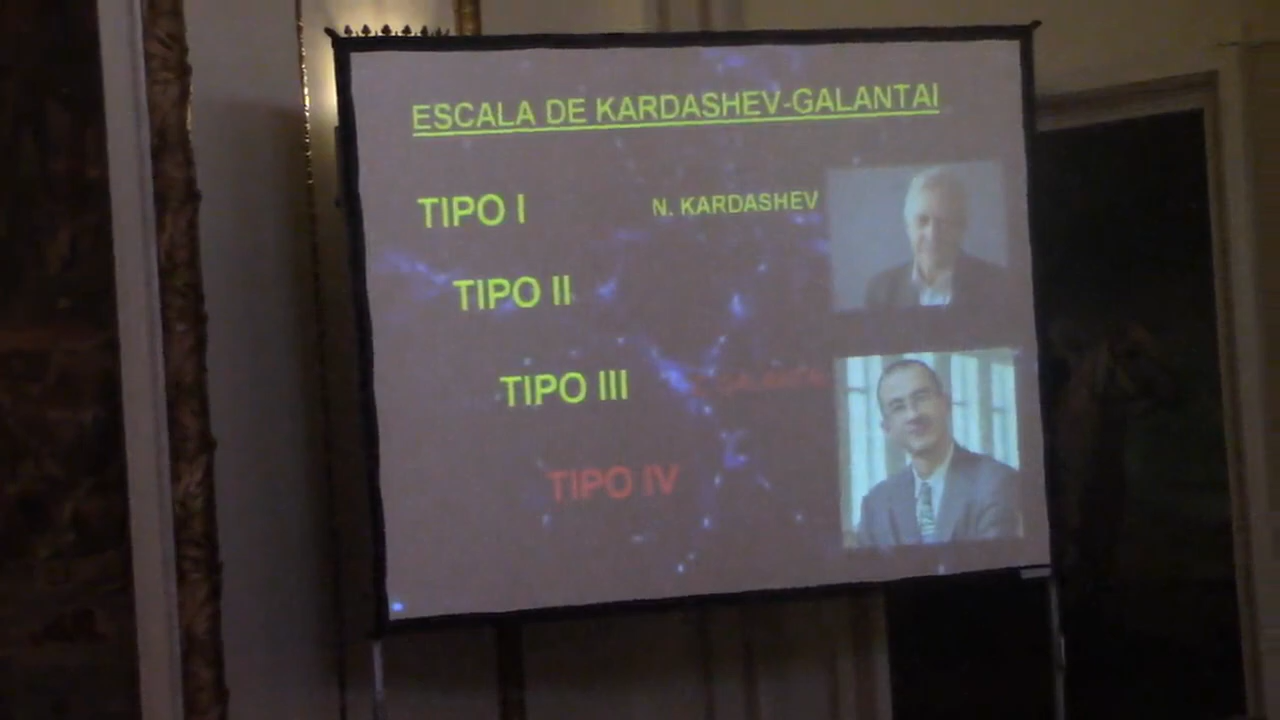 ESCALA DE KARDASHEV-GALANTAI
TIPO I
N. KARDASHEV
TIPO II
TIPO III
TIPO IV